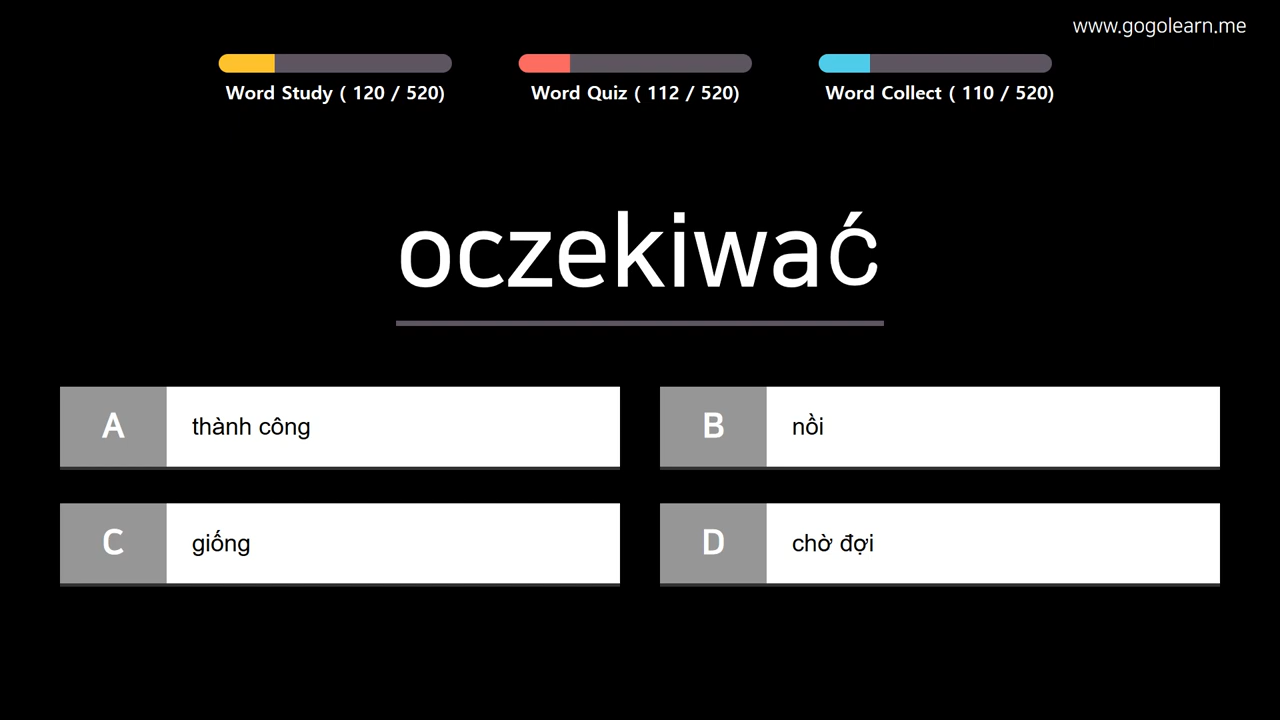 www.gogolearn.me
Word Study ( 120 / 520)
Word Quiz ( 112 / 520)
Word Collect ( 110 / 520)
oczekiwać
A thành công
B nồi
C giống
D chờ đợi